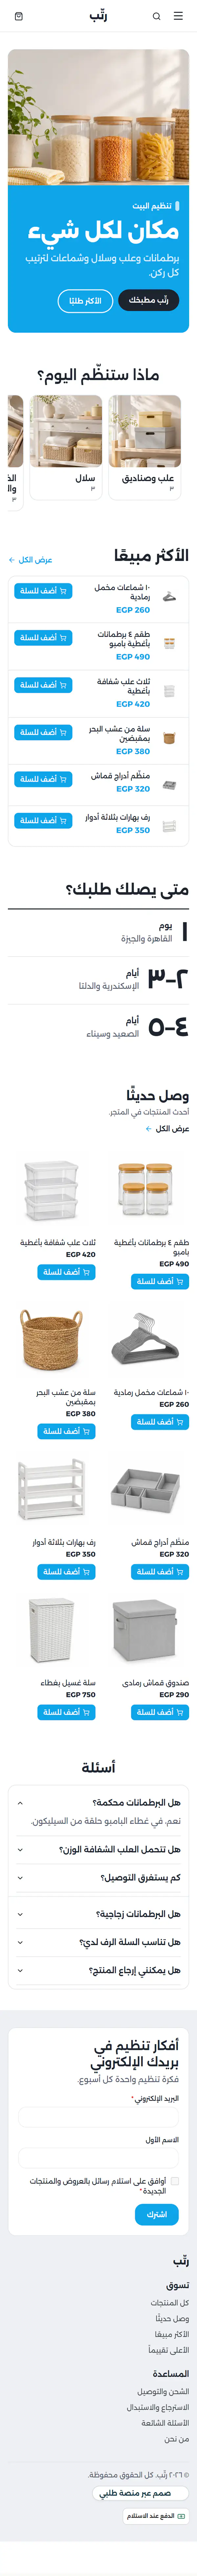 رتّب
تنظيم البيت
مكان لكل شيء
برطمانات وعلب وسلال وشماعات لترتيب
كل ركن.
رتّب مطبخك
الأكثر طلبًا
ماذا ستنظّم اليوم؟
علب وصناديق
٣
سلال
٣
٣
الأكثر مبيعًا
عرض الكل
١٠ شماعات مخمل
رمادية
260 EGP
أضف للسلة
طقم ٤ برطمانات
بأغطية بامبو
490 EGP
أضف للسلة
ثلاث علب شفافة
بأغطية
420 EGP
أضف للسلة
سلة من عشب البحر
بمقبضين
380 EGP
أضف للسلة
منظّم أدراج قماش
320 EGP
أضف للسلة
رف بهارات بثلاثة أدوار
350 EGP
أضف للسلة
متى يصلك طلبك؟
١
يوم
القاهرة والجيزة
٢–٣
أيام
الإسكندرية والدلتا
٤–٥
أيام
الصعيد وسيناء
وصل حديثًا
أحدث المنتجات في المتجر.
عرض الكل
طقم ٤ برطمانات بأغطية
بامبو
490 EGP
أضف للسلة
ثلاث علب شفافة بأغطية
420 EGP
أضف للسلة
١٠ شماعات مخمل رمادية
260 EGP
أضف للسلة
سلة من عشب البحر
بمقبضين
380 EGP
أضف للسلة
منظّم أدراج قماش
320 EGP
أضف للسلة
رف بهارات بثلاثة أدوار
350 EGP
أضف للسلة
صندوق قماش رمادي
290 EGP
أضف للسلة
سلة غسيل بغطاء
750 EGP
أضف للسلة
أسئلة
هل البرطمانات محكمة؟
نعم، في غطاء البامبو حلقة من السيليكون.
هل تتحمل العلب الشفافة الوزن؟
كم يستغرق التوصيل؟
هل البرطمانات زجاجية؟
هل تناسب السلة الرف لديّ؟
هل يمكنني إرجاع المنتج؟
أفكار تنظيم في
بريدك الإلكتروني
فكرة تنظيم واحدة كل أسبوع.
البريد الإلكتروني*
الاسم الأول
أوافق على استلام رسائل بالعروض والمنتجات
الجديدة*
اشترك
رتّب
تسوق
كل المنتجات
وصل حديثًا
الأكثر مبيعًا
الأعلى تقييماً
المساعدة
الشحن والتوصيل
الاسترجاع والاستبدال
الأسئلة الشائعة
من نحن
© ٢٠٢٦ رتّب. كل الحقوق محفوظة.
صمم عبر منصة طلبي
الدفع عند الاستلام